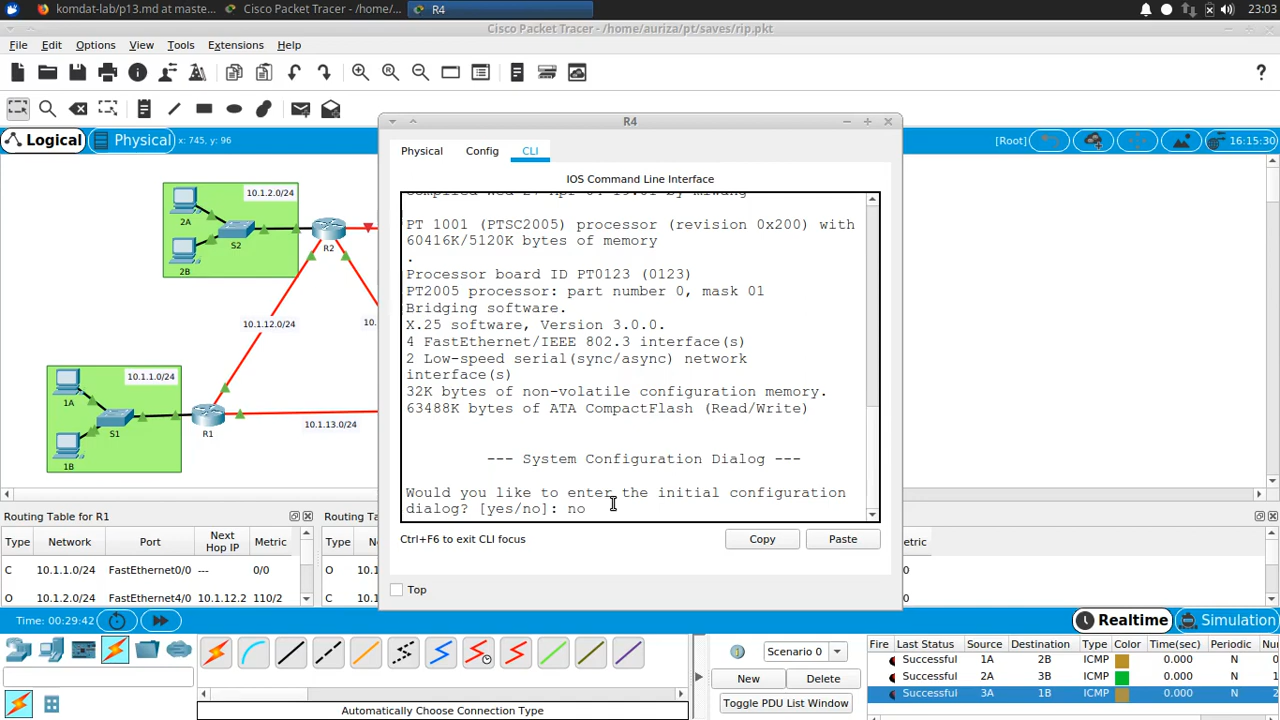 komdat-lab/p13.md at maste...
Cisco Packet Tracer - /home/...
R4
23:03
Cisco Packet Tracer - /home/auriza/pt/saves/rip.pkt
File Edit Options View Tools Extensions Help
Logical Physical x: 745, y: 96
[Root] 16:15:30
R4
Physical Config CLI
IOS Command Line Interface
PT 1001 (PTSC2005) processor (revision 0x200) with
60416K/5120K bytes of memory
.
Processor board ID PT0123 (0123)
PT2005 processor: part number 0, mask 01
Bridging software.
X.25 software, Version 3.0.0.
4 FastEthernet/IEEE 802.3 interface(s)
2 Low-speed serial(sync/async) network
interface(s)
32K bytes of non-volatile configuration memory.
63488K bytes of ATA CompactFlash (Read/Write)
--- System Configuration Dialog ---
Would you like to enter the initial configuration
dialog? [yes/no]: no
Ctrl+F6 to exit CLI focus
Copy
Paste
Top
10.1.2.0/24
2A
S2
2B
R2
10.1.12.0/24
10.
10.1.1.0/24
1A
S1
1B
R1
10.1.13.0/24
Routing Table for R1
Type Network Port Next Hop IP Metric
C 10.1.1.0/24 FastEthernet0/0 --- 0/0
O 10.1.2.0/24 FastEthernet4/0 10.1.12.2 110/2
Routing
Type N
O 1
O 1
etric
Time: 00:29:42
Realtime
Simulation
Scenario 0
New
Delete
Toggle PDU List Window
Automatically Choose Connection Type
Fire Last Status Source Destination Type Color Time(sec) Periodic Nu
Successful 1A 2B ICMP 0.000 N
Successful 2A 3B ICMP 0.000 N
Successful 3A 1B ICMP 0.000 N 2